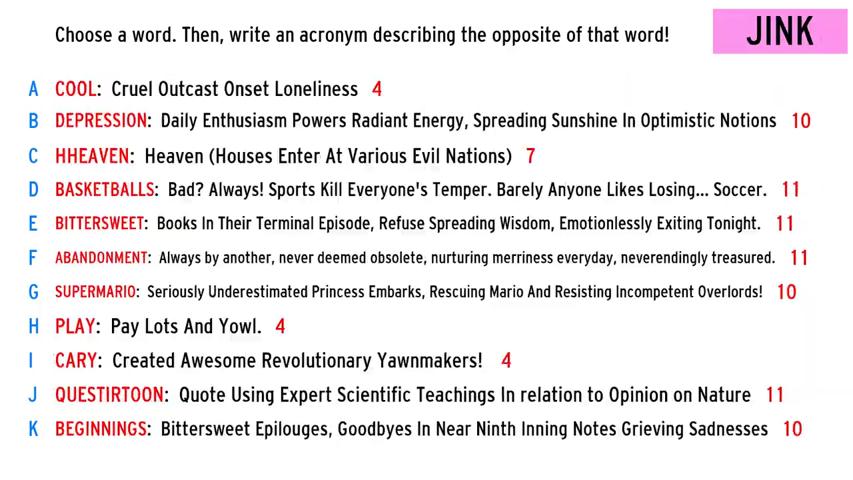 Choose a word. Then, write an acronym describing the opposite of that word!
JINK
A COOL: Cruel Outcast Onset Loneliness 4
B DEPRESSION: Daily Enthusiasm Powers Radiant Energy, Spreading Sunshine In Optimistic Notions 10
C HHEAVEN: Heaven (Houses Enter At Various Evil Nations) 7
D BASKETBALLS: Bad? Always! Sports Kill Everyone's Temper. Barely Anyone Likes Losing... Soccer. 11
E BITTERSWEET: Books In Their Terminal Episode, Refuse Spreading Wisdom, Emotionlessly Exiting Tonight. 11
F ABANDONMENT: Always by another, never deemed obsolete, nurturing merriness everyday, neverendingly treasured. 11
G SUPERMARIO: Seriously Underestimated Princess Embarks, Rescuing Mario And Resisting Incompetent Overlords! 10
H PLAY: Pay Lots And Yowl. 4
I CARY: Created Awesome Revolutionary Yawnmakers! 4
J QUESTIRTOON: Quote Using Expert Scientific Teachings In relation to Opinion on Nature 11
K BEGINNINGS: Bittersweet Epilouges, Goodbyes In Near Ninth Inning Notes Grieving Sadnesses 10